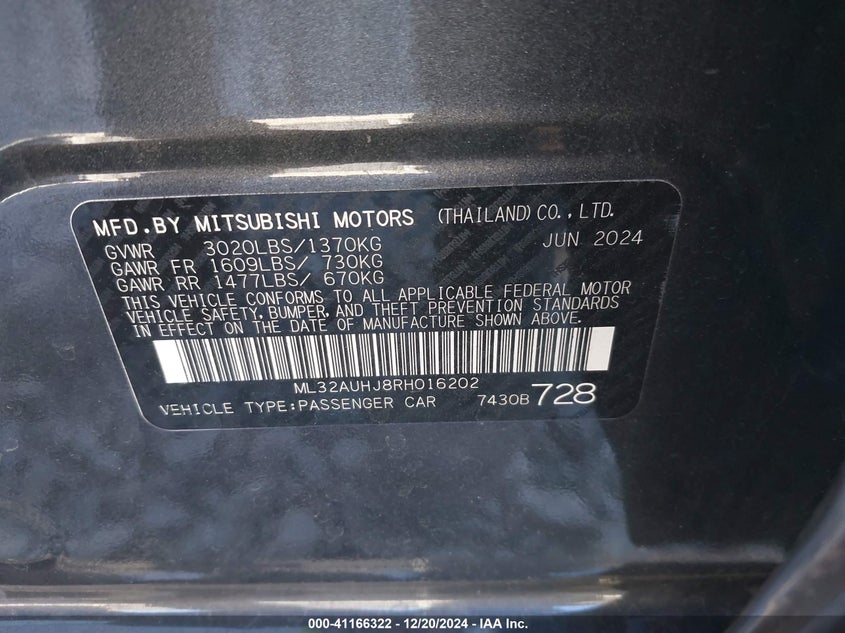 MFD.BY MITSUBISHI MOTORS (THAILAND)CO.,LTD.
GVWR 3020LBS/1370KG JUN 2024
GAWR FR 1609LBS/ 730KG
GAWR RR 1477LBS/ 670KG
THIS VEHICLE CONFORMS TO ALL APPLICABLE FEDERAL MOTOR
VEHICLE SAFETY, BUMPER, AND THEFT PREVENTION STANDARDS
IN EFFECT ON THE DATE OF MANUFACTURE SHOWN ABOVE.
ML32AUHJ8RH016202
VEHICLE TYPE:PASSENGER CAR 7430B 728
000-41166322 - 12/20/2024 - IAA Inc.